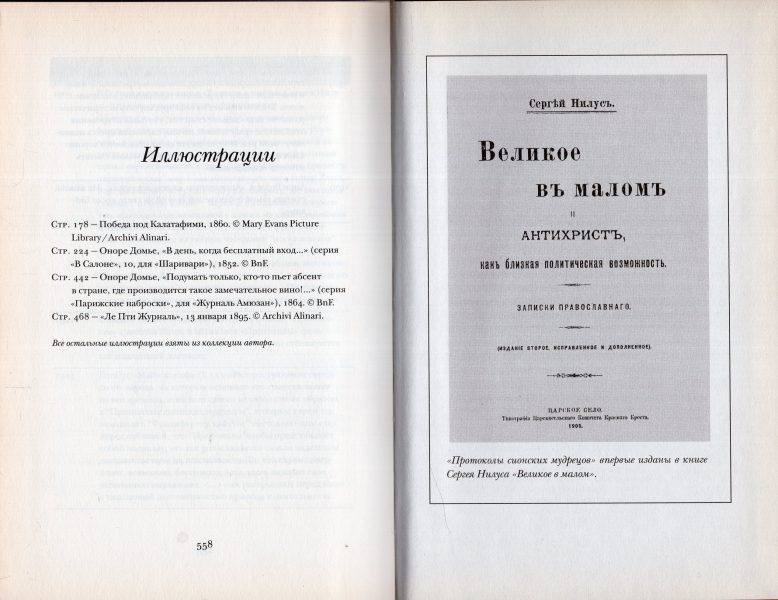 Иллюстрации
Стр. 178 — Победа под Калатафими, 1860. © Mary Evans Picture
Library/Archivi Alinari.
Стр. 224 — Оноре Домье, «В день, когда бесплатный вход...» (серия
«В Салоне», 10, для «Шаривари»), 1852. © BnF.
Стр. 442 — Оноре Домье, «Подумать только, кто-то пьет абсент
в стране, где производится такое замечательное вино!...» (серия
«Парижские наброски», для «Журналь Амюзан»), 1864. © BnF.
Стр. 468 — «Ле Пти Журналь», 13 января 1895. © Archivi Alinari.
Все остальные иллюстрации взяты из коллекции автора.
558
Сергѣй Нилусъ.
Великое
въ маломъ
и
АНТИХРИСТЪ,
какъ близкая политическая возможность.
ЗАПИСКИ ПРАВОСЛАВНАГО.
(ИЗДАНІЕ ВТОРОЕ, ИСПРАВЛЕННОЕ И ДОПОЛНЕННОЕ).
ЦАРСКОЕ СЕЛО.
Типографія Царскосельскаго Комитета Краснаго Креста.
1905.
«Протоколы сионских мудрецов» впервые изданы в книге
Сергея Нилуса «Великое в малом».